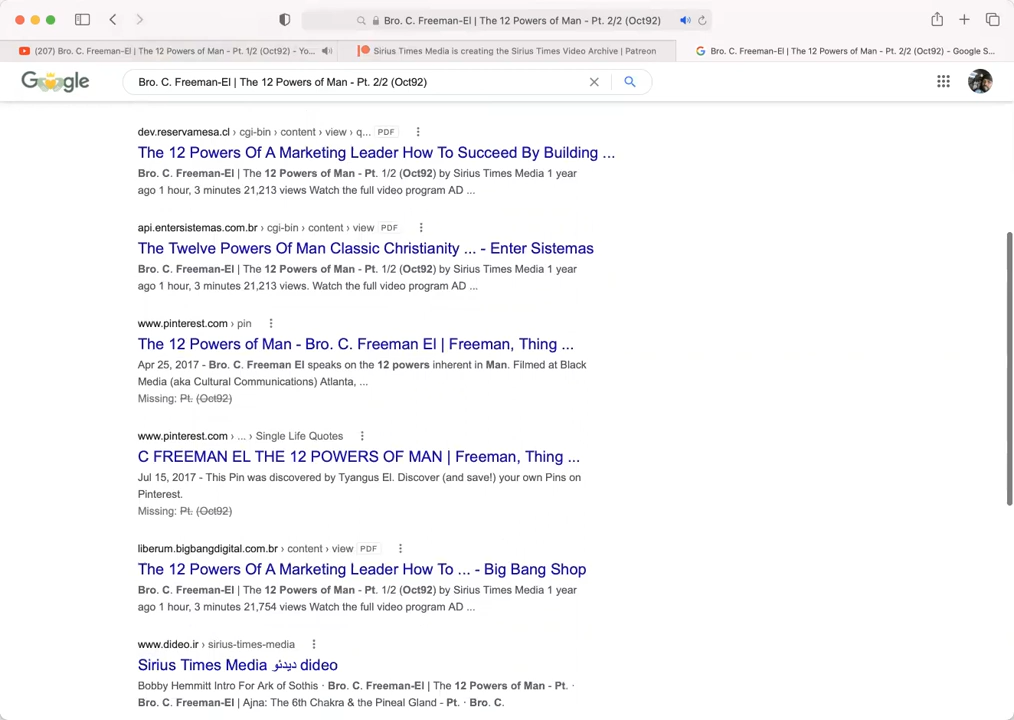 Bro. C. Freeman-El | The 12 Powers of Man - Pt. 2/2 (Oct92)
(207) Bro. C. Freeman-El | The 12 Powers of Man - Pt. 1/2 (Oct92) - Yo...
Sirius Times Media is creating the Sirius Times Video Archive | Patreon
Bro. C. Freeman-El | The 12 Powers of Man - Pt. 2/2 (Oct92) - Google S...
Google
Bro. C. Freeman-El | The 12 Powers of Man - Pt. 2/2 (Oct92)
dev.reservamesa.cl › cgi-bin › content › view › q... PDF
The 12 Powers Of A Marketing Leader How To Succeed By Building ...
Bro. C. Freeman-El | The 12 Powers of Man - Pt. 1/2 (Oct92) by Sirius Times Media 1 year
ago 1 hour, 3 minutes 21,213 views Watch the full video program AD ...
api.entersistemas.com.br › cgi-bin › content › view PDF
The Twelve Powers Of Man Classic Christianity ... - Enter Sistemas
Bro. C. Freeman-El | The 12 Powers of Man - Pt. 1/2 (Oct92) by Sirius Times Media 1 year
ago 1 hour, 3 minutes 21,213 views. Watch the full video program AD ...
www.pinterest.com › pin
The 12 Powers of Man - Bro. C. Freeman El | Freeman, Thing ...
Apr 25, 2017 - Bro. C. Freeman El speaks on the 12 powers inherent in Man. Filmed at Black
Media (aka Cultural Communications) Atlanta, ...
Missing: Pt. (Oct92)
www.pinterest.com › ... › Single Life Quotes
C FREEMAN EL THE 12 POWERS OF MAN | Freeman, Thing ...
Jul 15, 2017 - This Pin was discovered by Tyangus El. Discover (and save!) your own Pins on
Pinterest.
Missing: Pt. (Oct92)
liberum.bigbangdigital.com.br › content › view PDF
The 12 Powers Of A Marketing Leader How To ... - Big Bang Shop
Bro. C. Freeman-El | The 12 Powers of Man - Pt. 1/2 (Oct92) by Sirius Times Media 1 year
ago 1 hour, 3 minutes 21,754 views Watch the full video program AD ...
www.dideo.ir › sirius-times-media
Sirius Times Media دیدئو dideo
Bobby Hemmitt Intro For Ark of Sothis · Bro. C. Freeman-El | The 12 Powers of Man - Pt. ·
Bro. C. Freeman-El | Ajna: The 6th Chakra & the Pineal Gland - Pt. · Bro. C.